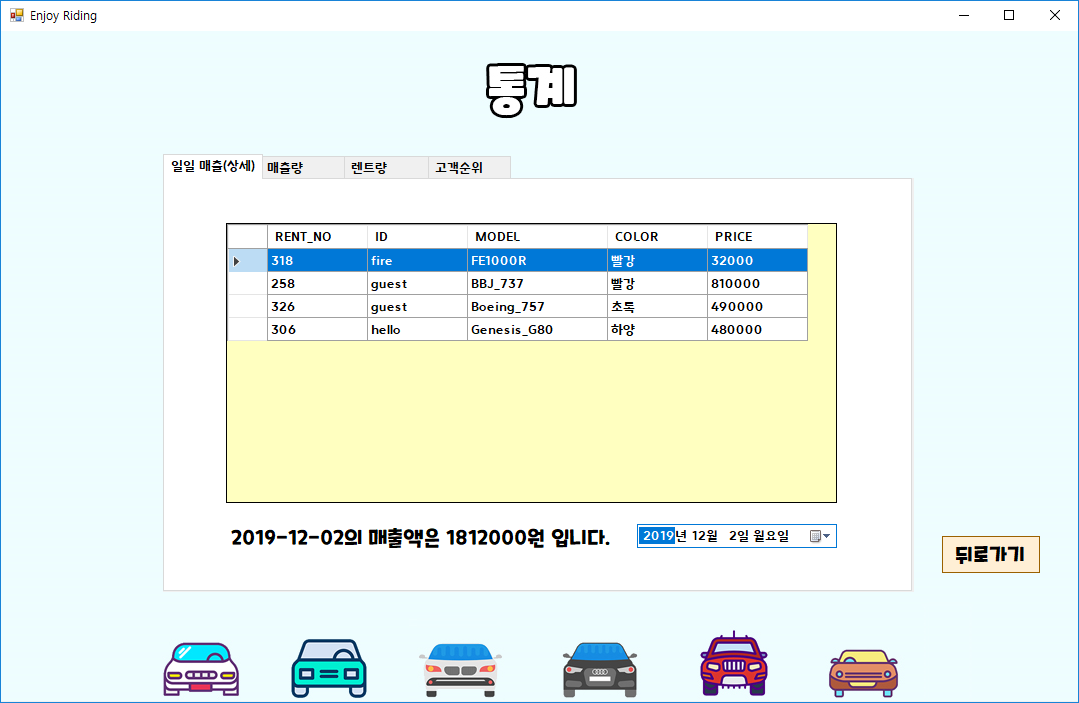 Enjoy Riding
통계
일일 매출(상세) 매출량 렌트량 고객순위
RENT_NO ID MODEL COLOR PRICE
318 fire FE1000R 빨강 32000
258 guest BBJ_737 빨강 810000
326 guest Boeing_757 초록 490000
306 hello Genesis_G80 하양 480000
2019-12-02의 매출액은 1812000원 입니다. 2019년 12월 2일 월요일
뒤로가기